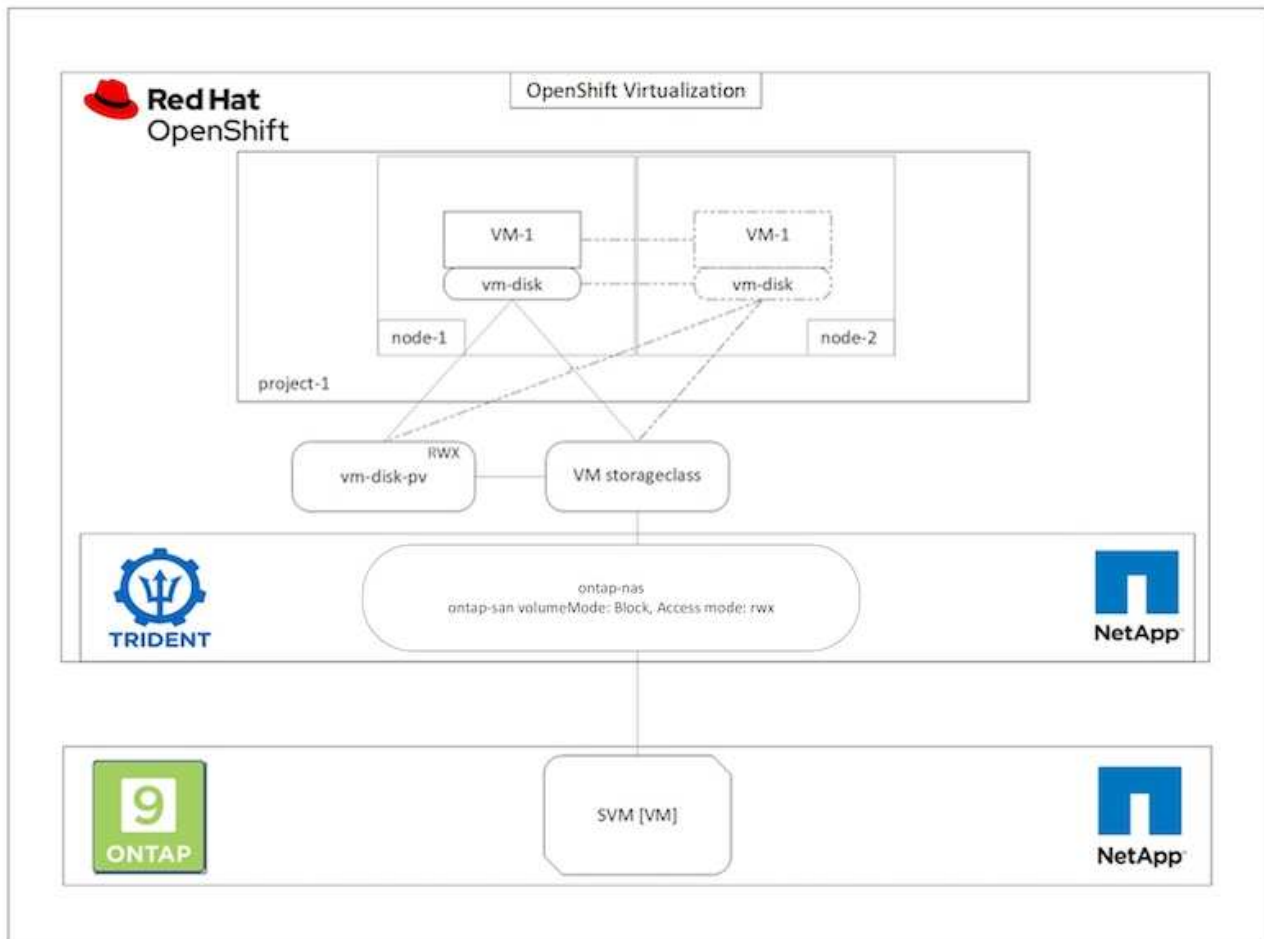 Red Hat
OpenShift
OpenShift Virtualization
VM-1
VM-1
vm-disk
vm-disk
node-1
node-2
project-1
RWX
vm-disk-pv
VM storageclass
TRIDENT
ontap-nas
ontap-san volumeMode: Block, Access mode: rwx
NetApp
9
ONTAP
SVM [VM]
NetApp